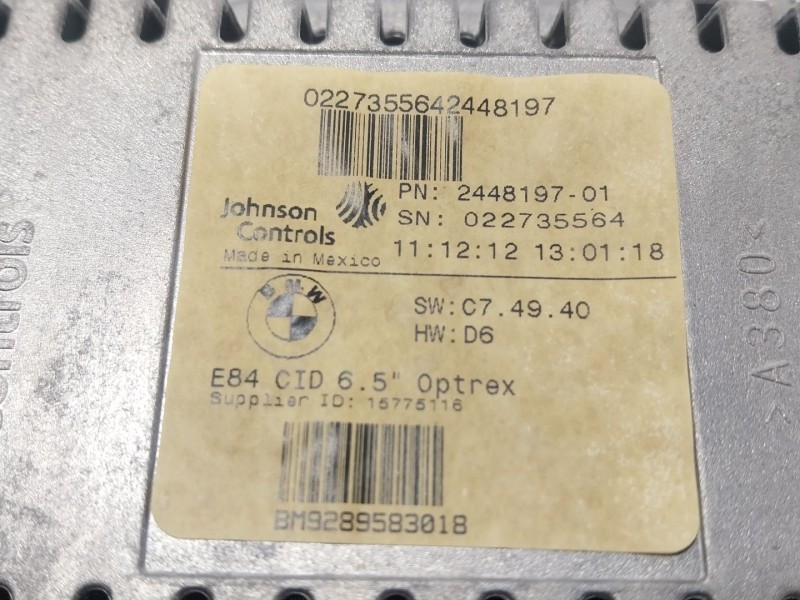 0227355642448197
PN: 2448197-01
SN: 022735564
Johnson
Controls
Made in Mexico
11:12:12 13:01:18
BMW
SW:C7.49.40
HW:D6
E84 CID 6.5" Optrex
Supplier ID: 15775116
BM9289583018
>A380<